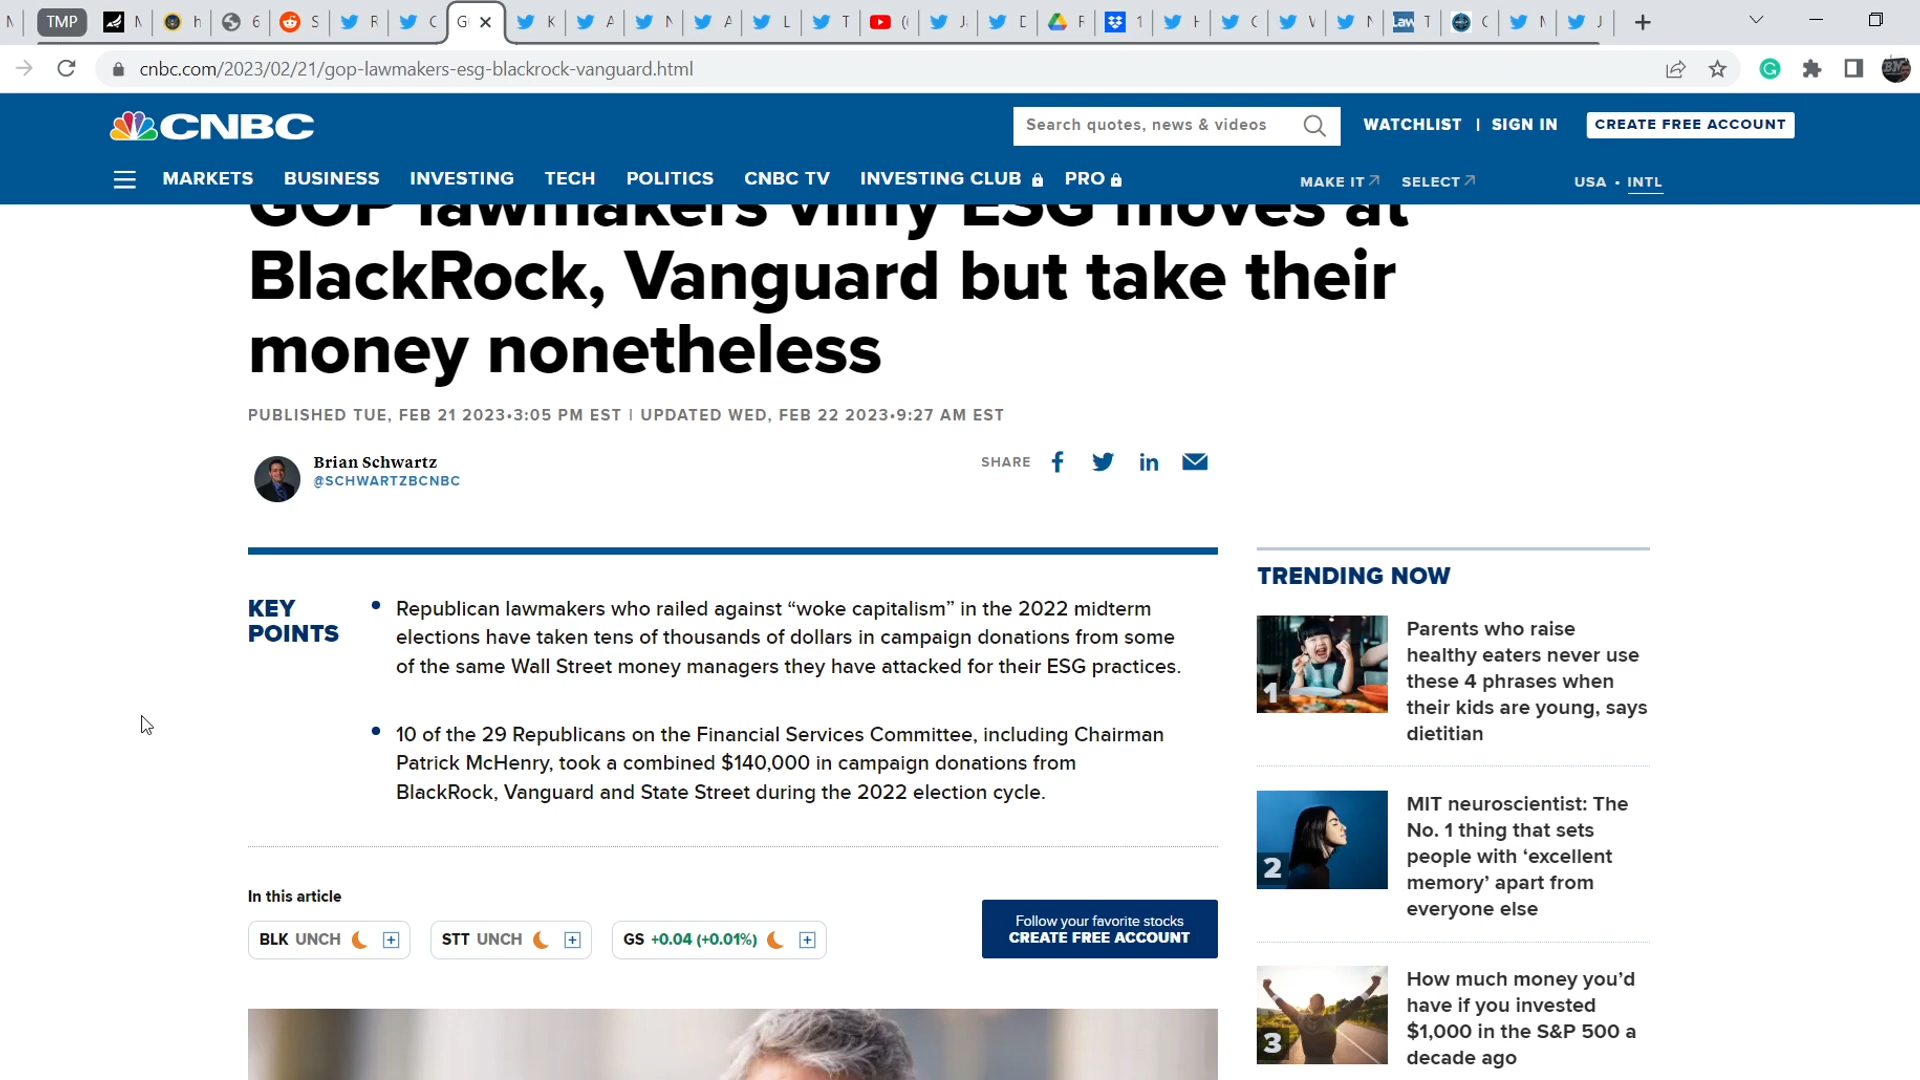 TMP
cnbc.com/2023/02/21/gop-lawmakers-esg-blackrock-vanguard.html
CNBC
Search quotes, news & videos
WATCHLIST | SIGN IN
CREATE FREE ACCOUNT
MARKETS BUSINESS INVESTING TECH POLITICS CNBC TV INVESTING CLUB PRO
MAKE IT SELECT
USA • INTL
GOP lawmakers vilify ESG moves at
BlackRock, Vanguard but take their
money nonetheless
PUBLISHED TUE, FEB 21 2023•3:05 PM EST | UPDATED WED, FEB 22 2023•9:27 AM EST
Brian Schwartz
@SCHWARTZBCNBC
SHARE
KEY
POINTS
• Republican lawmakers who railed against “woke capitalism” in the 2022 midterm
elections have taken tens of thousands of dollars in campaign donations from some
of the same Wall Street money managers they have attacked for their ESG practices.
• 10 of the 29 Republicans on the Financial Services Committee, including Chairman
Patrick McHenry, took a combined $140,000 in campaign donations from
BlackRock, Vanguard and State Street during the 2022 election cycle.
In this article
BLK UNCH
STT UNCH
GS +0.04 (+0.01%)
Follow your favorite stocks
CREATE FREE ACCOUNT
TRENDING NOW
1
Parents who raise
healthy eaters never use
these 4 phrases when
their kids are young, says
dietitian
2
MIT neuroscientist: The
No. 1 thing that sets
people with ‘excellent
memory’ apart from
everyone else
3
How much money you’d
have if you invested
$1,000 in the S&P 500 a
decade ago